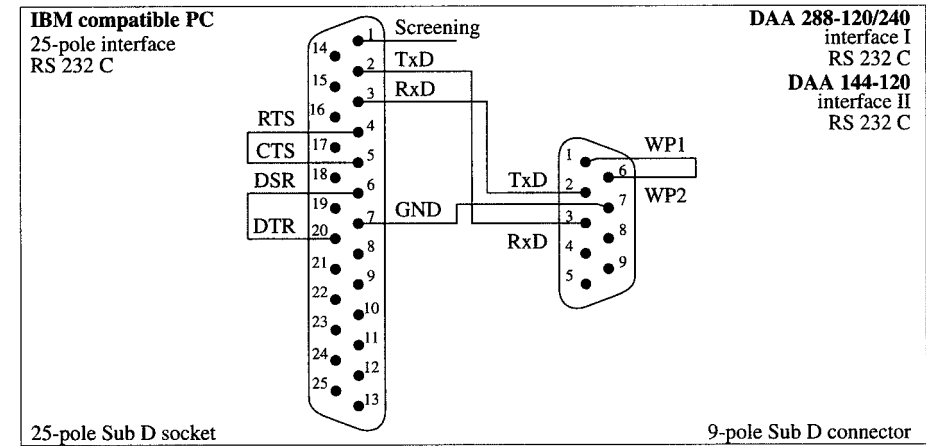 IBM compatible PC
25-pole interface
RS 232 C
DAA 288-120/240
interface I
RS 232 C
DAA 144-120
interface II
RS 232 C
Screening
TxD
RxD
RTS
CTS
DSR
DTR
GND
14
15
16
17
18
19
20
21
22
23
24
25
1
2
3
4
5
6
7
8
9
10
11
12
13
TxD
RxD
1
2
3
4
5
6
7
8
9
WP1
WP2
25-pole Sub D socket
9-pole Sub D connector